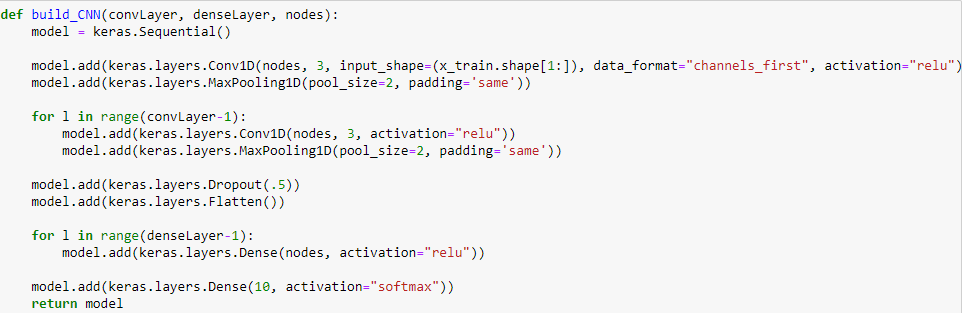 def build_CNN(convLayer, denseLayer, nodes):
    model = keras.Sequential()

    model.add(keras.layers.Conv1D(nodes, 3, input_shape=(x_train.shape[1:]), data_format="channels_first", activation="relu")
    model.add(keras.layers.MaxPooling1D(pool_size=2, padding='same'))

    for l in range(convLayer-1):
        model.add(keras.layers.Conv1D(nodes, 3, activation="relu"))
        model.add(keras.layers.MaxPooling1D(pool_size=2, padding='same'))

    model.add(keras.layers.Dropout(.5))
    model.add(keras.layers.Flatten())

    for l in range(denseLayer-1):
        model.add(keras.layers.Dense(nodes, activation="relu"))

    model.add(keras.layers.Dense(10, activation="softmax"))
    return model